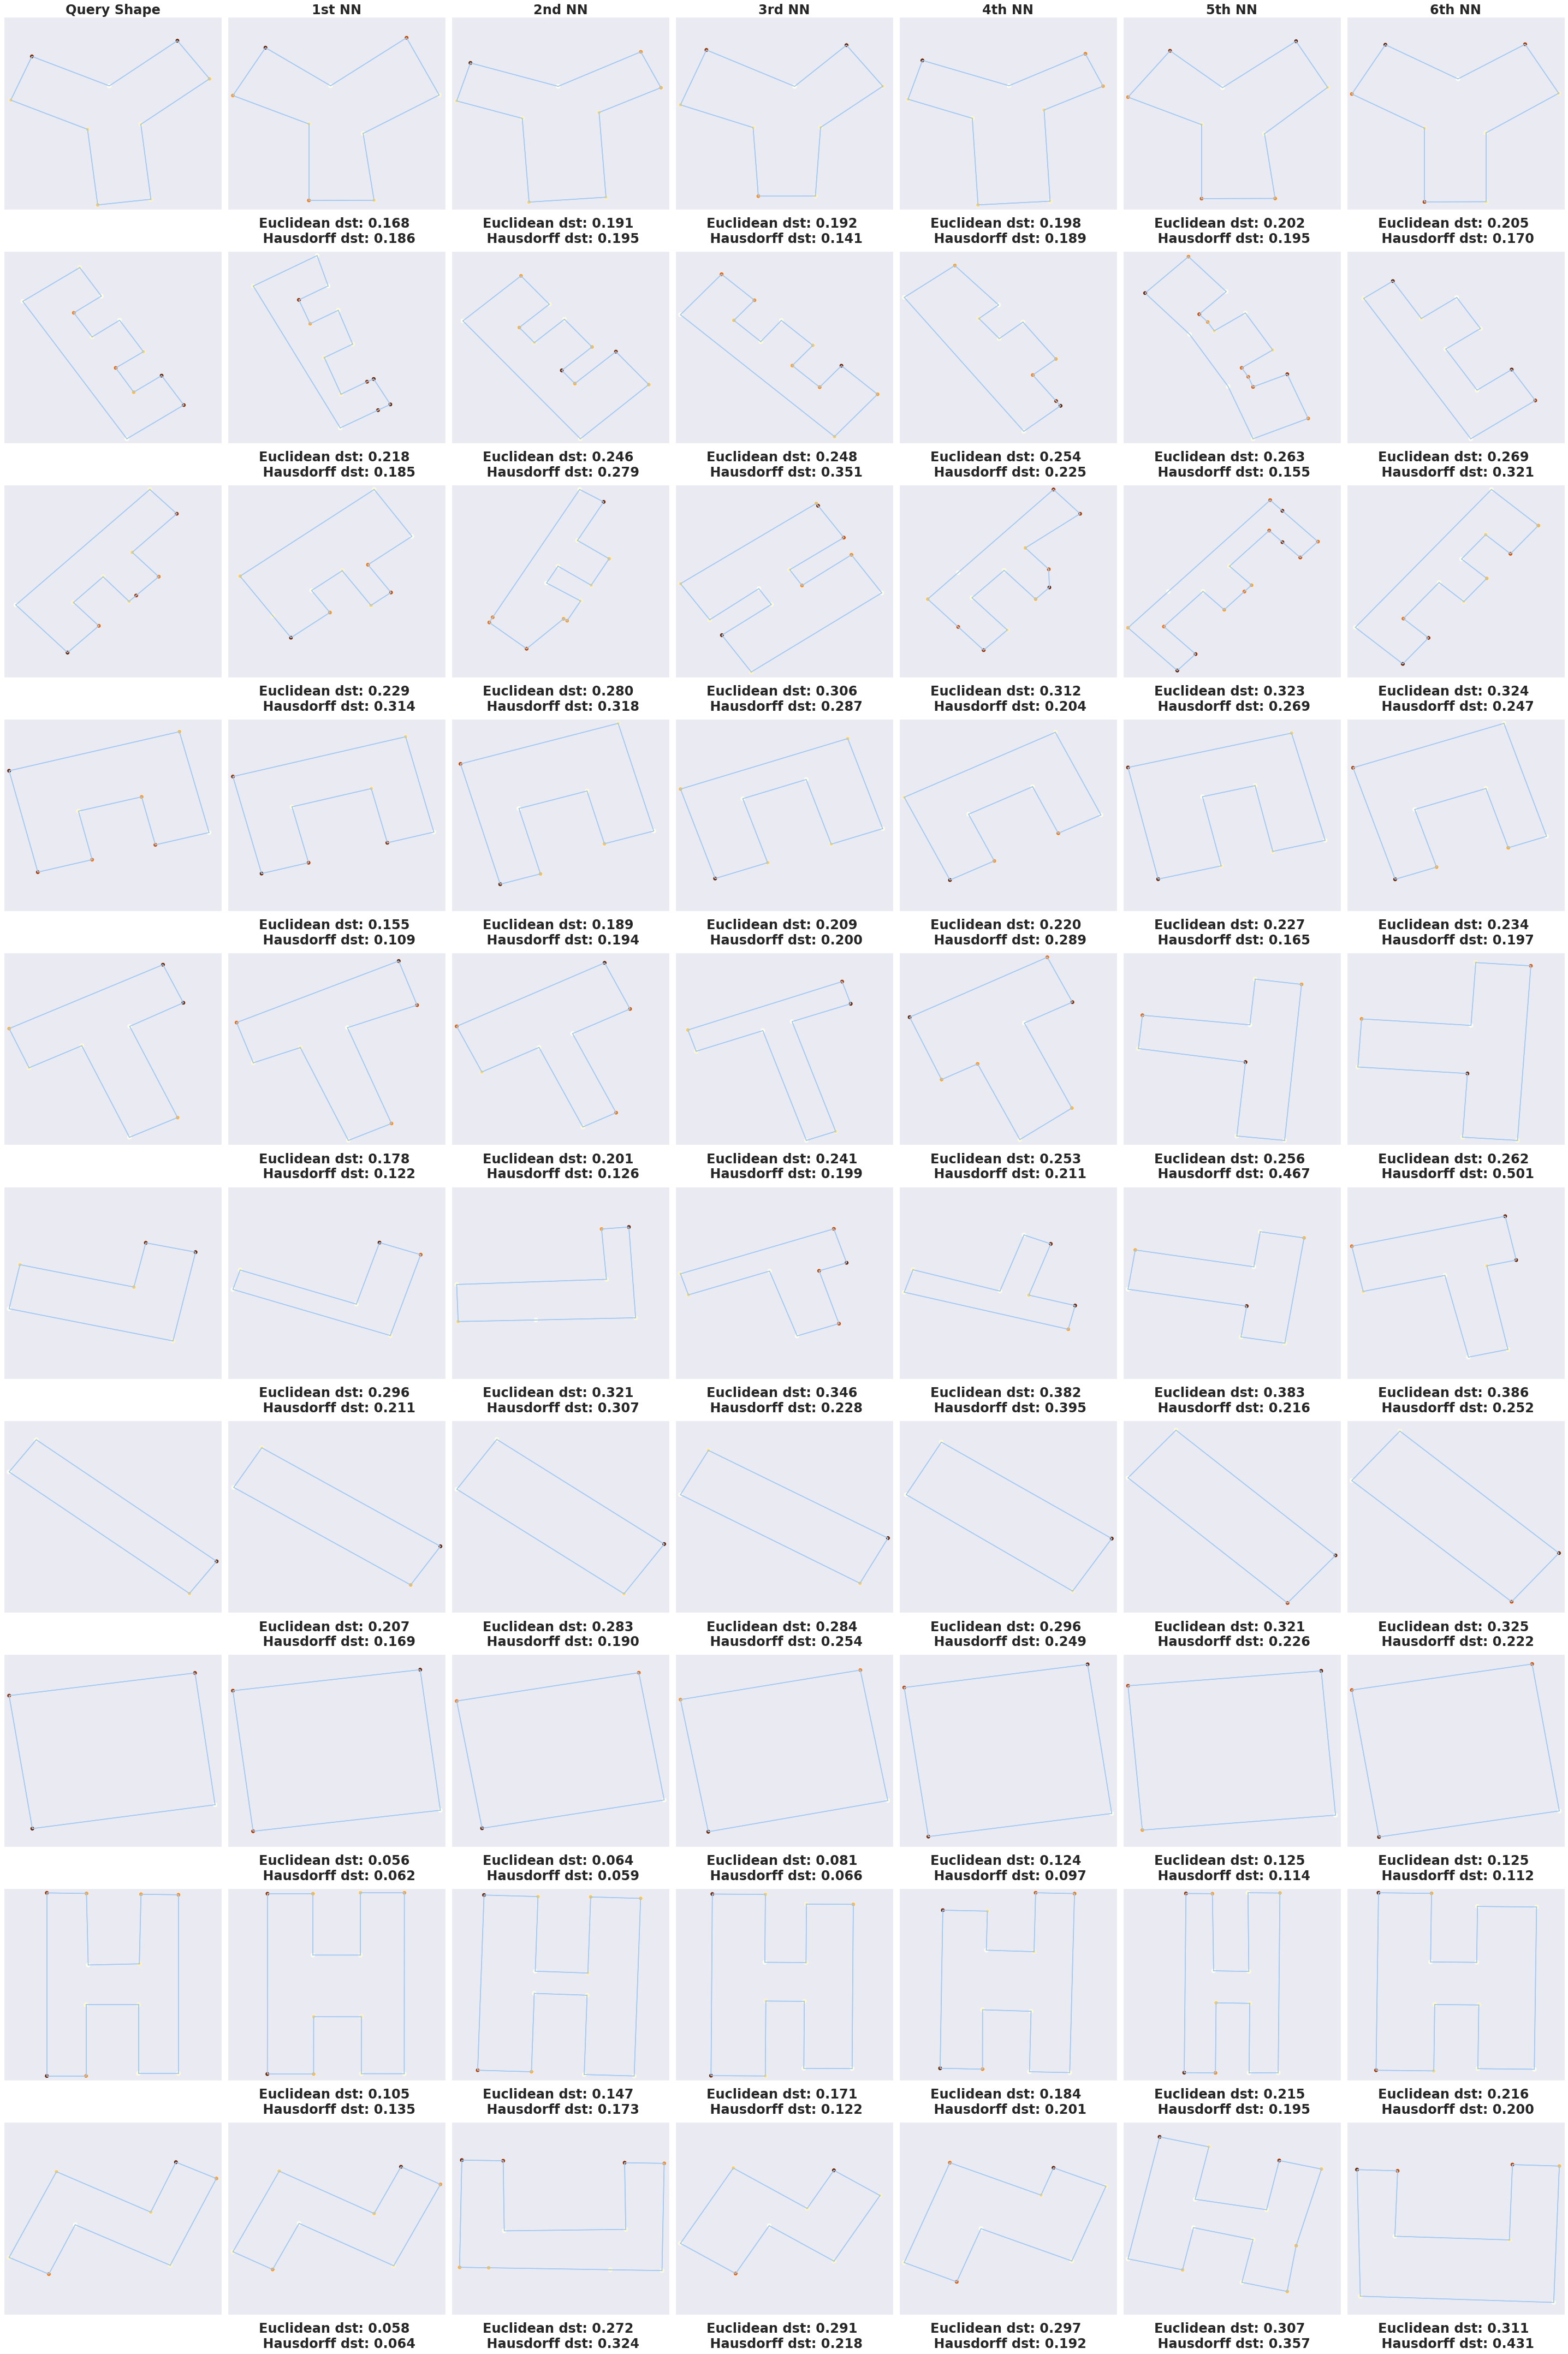 Query Shape 1st NN 2nd NN 3rd NN 4th NN 5th NN 6th NN
Euclidean dst: 0.168 Euclidean dst: 0.191 Euclidean dst: 0.192 Euclidean dst: 0.198 Euclidean dst: 0.202 Euclidean dst: 0.205
Hausdorff dst: 0.186 Hausdorff dst: 0.195 Hausdorff dst: 0.141 Hausdorff dst: 0.189 Hausdorff dst: 0.195 Hausdorff dst: 0.170
Euclidean dst: 0.218 Euclidean dst: 0.246 Euclidean dst: 0.248 Euclidean dst: 0.254 Euclidean dst: 0.263 Euclidean dst: 0.269
Hausdorff dst: 0.185 Hausdorff dst: 0.279 Hausdorff dst: 0.351 Hausdorff dst: 0.225 Hausdorff dst: 0.155 Hausdorff dst: 0.321
Euclidean dst: 0.229 Euclidean dst: 0.280 Euclidean dst: 0.306 Euclidean dst: 0.312 Euclidean dst: 0.323 Euclidean dst: 0.324
Hausdorff dst: 0.314 Hausdorff dst: 0.318 Hausdorff dst: 0.287 Hausdorff dst: 0.204 Hausdorff dst: 0.269 Hausdorff dst: 0.247
Euclidean dst: 0.155 Euclidean dst: 0.189 Euclidean dst: 0.209 Euclidean dst: 0.220 Euclidean dst: 0.227 Euclidean dst: 0.234
Hausdorff dst: 0.109 Hausdorff dst: 0.194 Hausdorff dst: 0.200 Hausdorff dst: 0.289 Hausdorff dst: 0.165 Hausdorff dst: 0.197
Euclidean dst: 0.178 Euclidean dst: 0.201 Euclidean dst: 0.241 Euclidean dst: 0.253 Euclidean dst: 0.256 Euclidean dst: 0.262
Hausdorff dst: 0.122 Hausdorff dst: 0.126 Hausdorff dst: 0.199 Hausdorff dst: 0.211 Hausdorff dst: 0.467 Hausdorff dst: 0.501
Euclidean dst: 0.296 Euclidean dst: 0.321 Euclidean dst: 0.346 Euclidean dst: 0.382 Euclidean dst: 0.383 Euclidean dst: 0.386
Hausdorff dst: 0.211 Hausdorff dst: 0.307 Hausdorff dst: 0.228 Hausdorff dst: 0.395 Hausdorff dst: 0.216 Hausdorff dst: 0.252
Euclidean dst: 0.207 Euclidean dst: 0.283 Euclidean dst: 0.284 Euclidean dst: 0.296 Euclidean dst: 0.321 Euclidean dst: 0.325
Hausdorff dst: 0.169 Hausdorff dst: 0.190 Hausdorff dst: 0.254 Hausdorff dst: 0.249 Hausdorff dst: 0.226 Hausdorff dst: 0.222
Euclidean dst: 0.056 Euclidean dst: 0.064 Euclidean dst: 0.081 Euclidean dst: 0.124 Euclidean dst: 0.125 Euclidean dst: 0.125
Hausdorff dst: 0.062 Hausdorff dst: 0.059 Hausdorff dst: 0.066 Hausdorff dst: 0.097 Hausdorff dst: 0.114 Hausdorff dst: 0.112
Euclidean dst: 0.105 Euclidean dst: 0.147 Euclidean dst: 0.171 Euclidean dst: 0.184 Euclidean dst: 0.215 Euclidean dst: 0.216
Hausdorff dst: 0.135 Hausdorff dst: 0.173 Hausdorff dst: 0.122 Hausdorff dst: 0.201 Hausdorff dst: 0.195 Hausdorff dst: 0.200
Euclidean dst: 0.058 Euclidean dst: 0.272 Euclidean dst: 0.291 Euclidean dst: 0.297 Euclidean dst: 0.307 Euclidean dst: 0.311
Hausdorff dst: 0.064 Hausdorff dst: 0.324 Hausdorff dst: 0.218 Hausdorff dst: 0.192 Hausdorff dst: 0.357 Hausdorff dst: 0.431